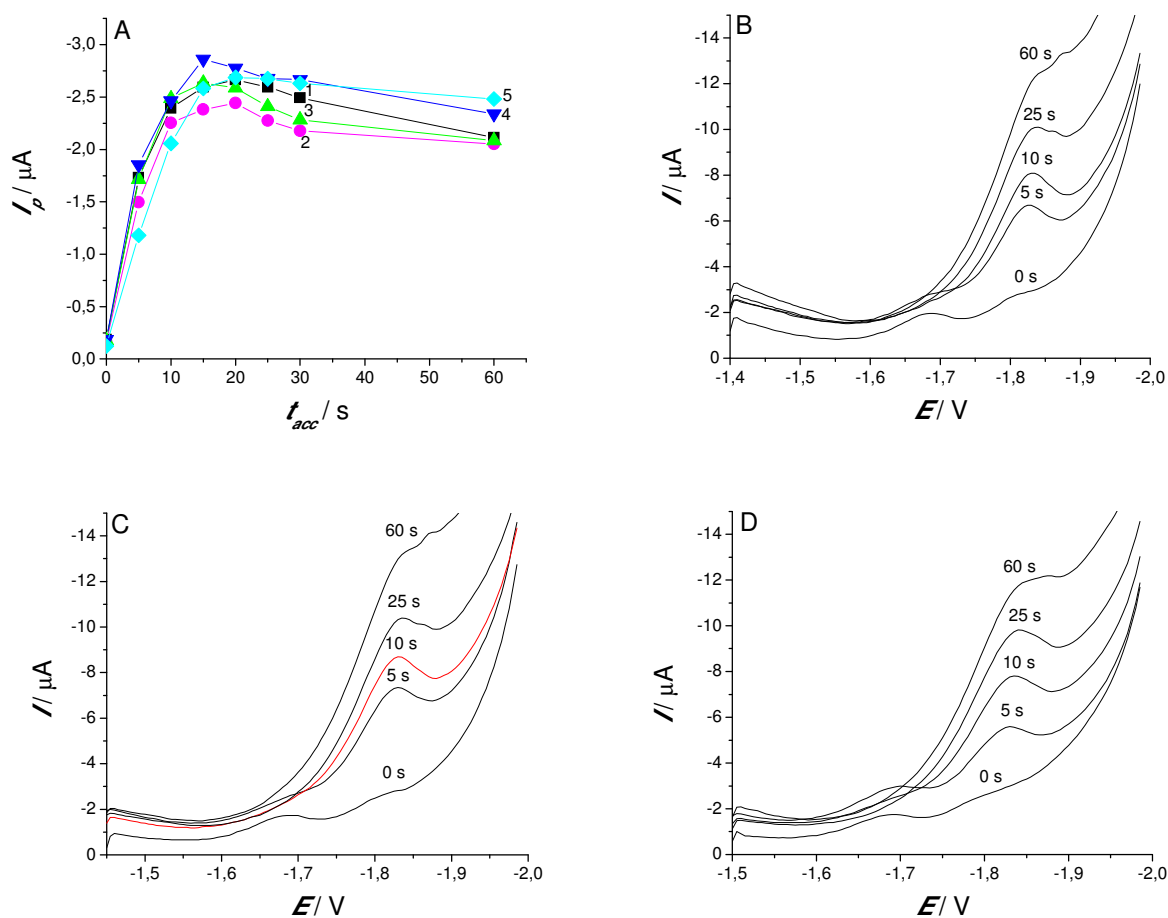 A
-3,0
-2,5
-2,0
-1,5
-1,0
-0,5
0,0
I_p / µA
1
3
2
5
4
0 10 20 30 40 50 60
t_acc / s
B
-14
-12
-10
-8
-6
-4
-2
0
I / µA
60 s
25 s
10 s
5 s
0 s
-1,4 -1,5 -1,6 -1,7 -1,8 -1,9 -2,0
E / V
C
-14
-12
-10
-8
-6
-4
-2
0
I / µA
60 s
25 s
10 s
5 s
0 s
-1,5 -1,6 -1,7 -1,8 -1,9 -2,0
E / V
D
-14
-12
-10
-8
-6
-4
-2
0
I / µA
60 s
25 s
10 s
5 s
0 s
-1,5 -1,6 -1,7 -1,8 -1,9 -2,0
E / V